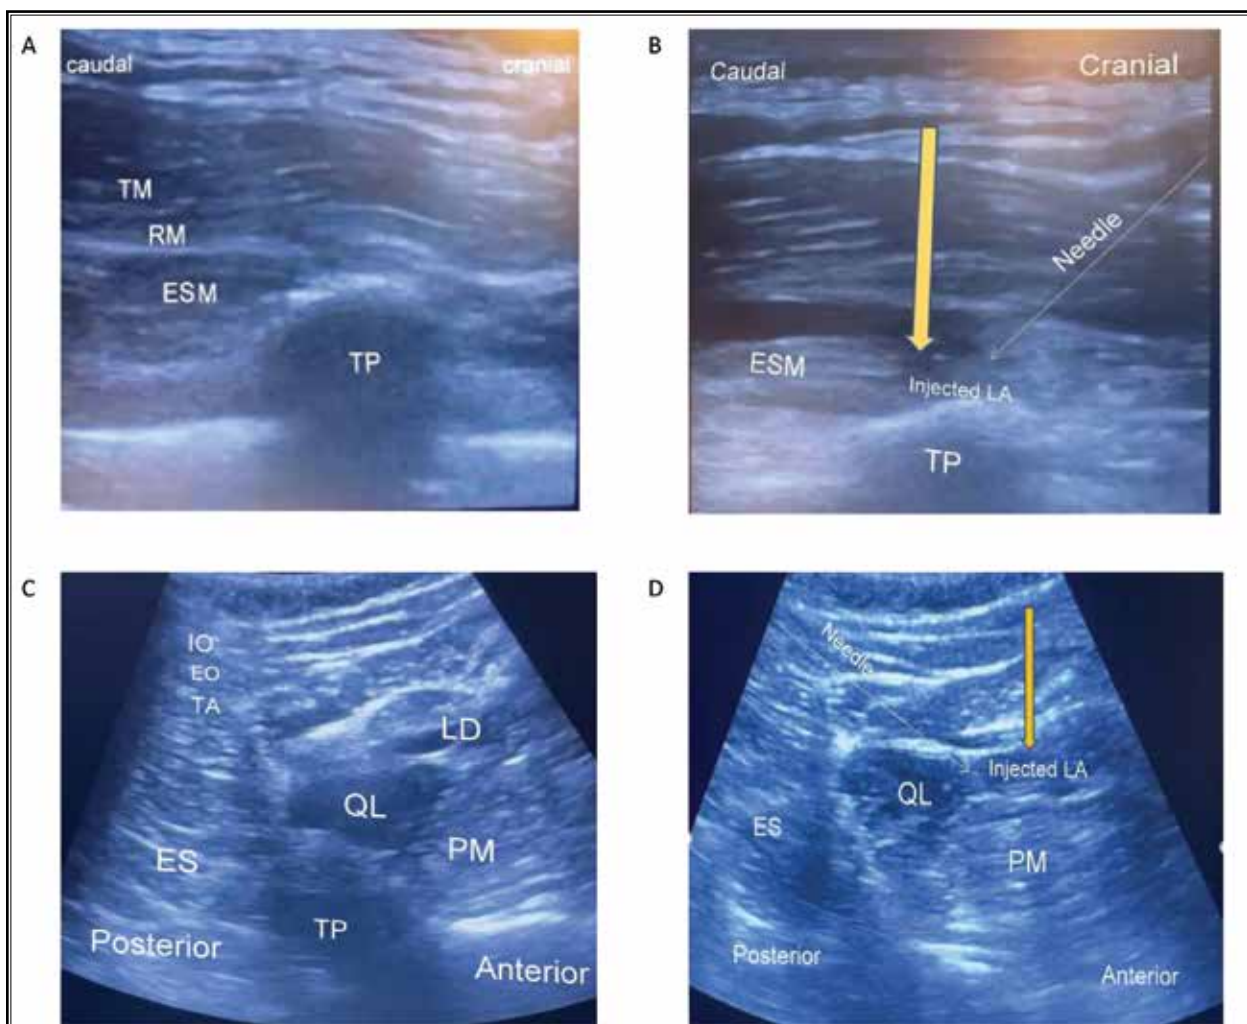 A
caudal
cranial
TM
RM
ESM
TP
B
Caudal
Cranial
Needle
ESM
Injected LA
TP
C
IO
EO
TA
LD
QL
ES
PM
TP
Posterior
Anterior
D
Needle
Injected LA
QL
ES
PM
Posterior
Anterior